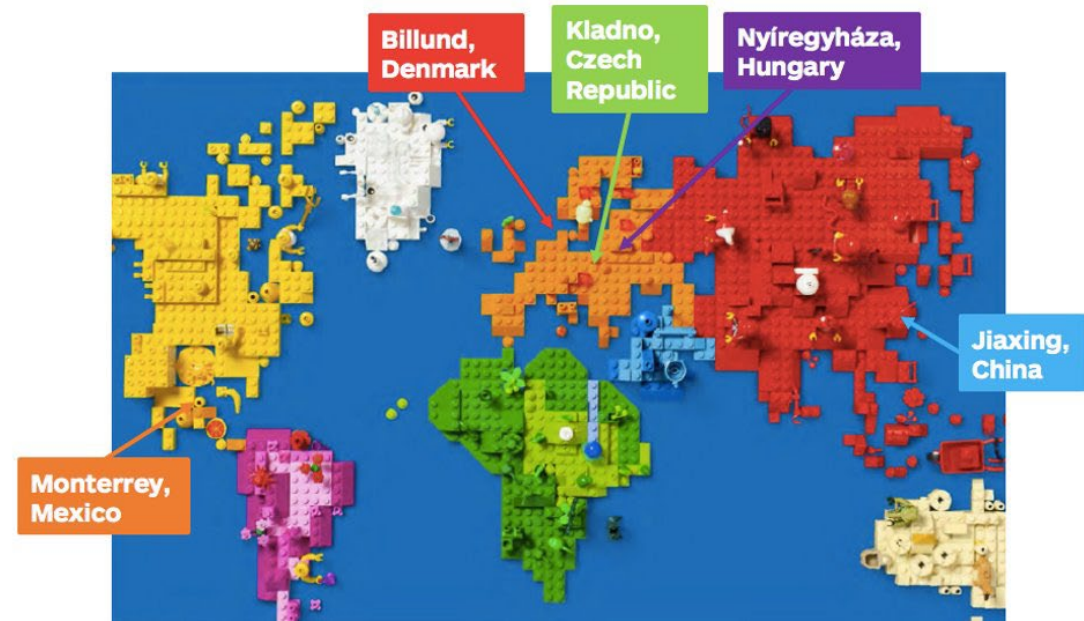 Billund,
Denmark
Kladno,
Czech
Republic
Nyíregyháza,
Hungary
Jiaxing,
China
Monterrey,
Mexico